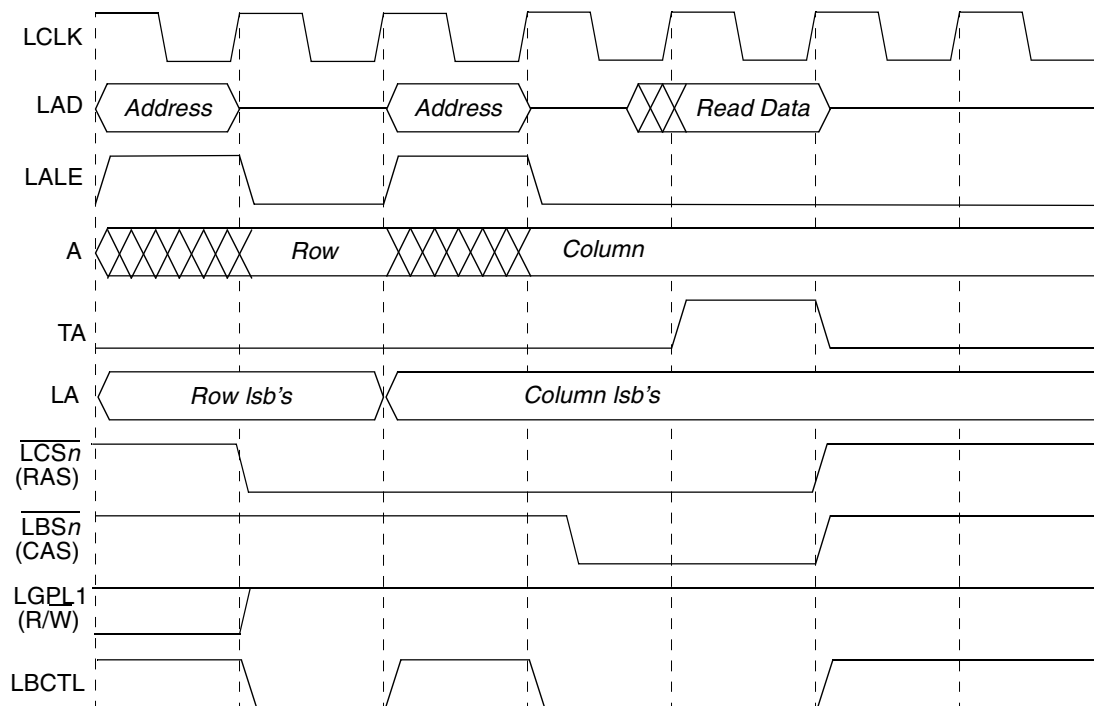 LCLK
LAD Address Address Read Data
LALE
A Row Column
TA
LA Row lsb's Column lsb's
LCSn
(RAS)
LBSn
(CAS)
LGPL1
(R/W)
LBCTL